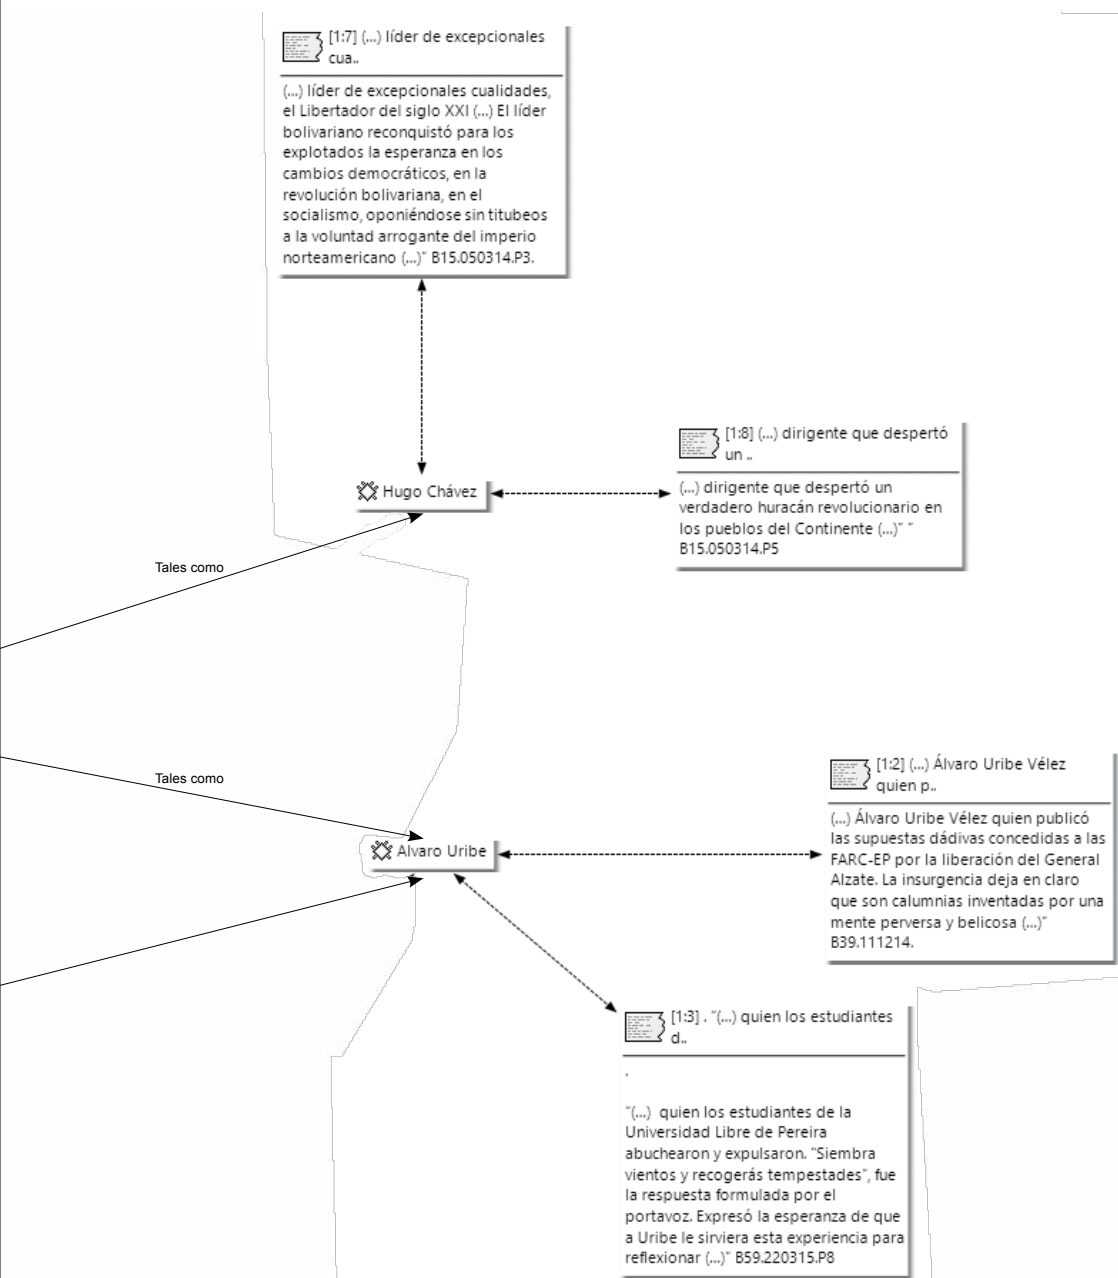 [1:7] (...) líder de excepcionales
cua..
(...) líder de excepcionales cualidades,
el Libertador del siglo XXI (...) El líder
bolivariano reconquistó para los
explotados la esperanza en los
cambios democráticos, en la
revolución bolivariana, en el
socialismo, oponiéndose sin titubeos
a la voluntad arrogante del imperio
norteamericano (...)” B15.050314.P3.
[1:8] (...) dirigente que despertó
un ..
(...) dirigente que despertó un
verdadero huracán revolucionario en
los pueblos del Continente (...)” ”
B15.050314.P5
Hugo Chávez
Tales como
Tales como
[1:2] (...) Álvaro Uribe Vélez
quien p..
(...) Álvaro Uribe Vélez quien publicó
las supuestas dádivas concedidas a las
FARC-EP por la liberación del General
Alzate. La insurgencia deja en claro
que son calumnias inventadas por una
mente perversa y belicosa (...)”
B39.111214.
Alvaro Uribe
[1:3] . “(...) quien los estudiantes
d..
.
“(...)  quien los estudiantes de la
Universidad Libre de Pereira
abuchearon y expulsaron. “Siembra
vientos y recogerás tempestades”, fue
la respuesta formulada por el
portavoz. Expresó la esperanza de que
a Uribe le sirviera esta experiencia para
reflexionar (...)” B59.220315.P8